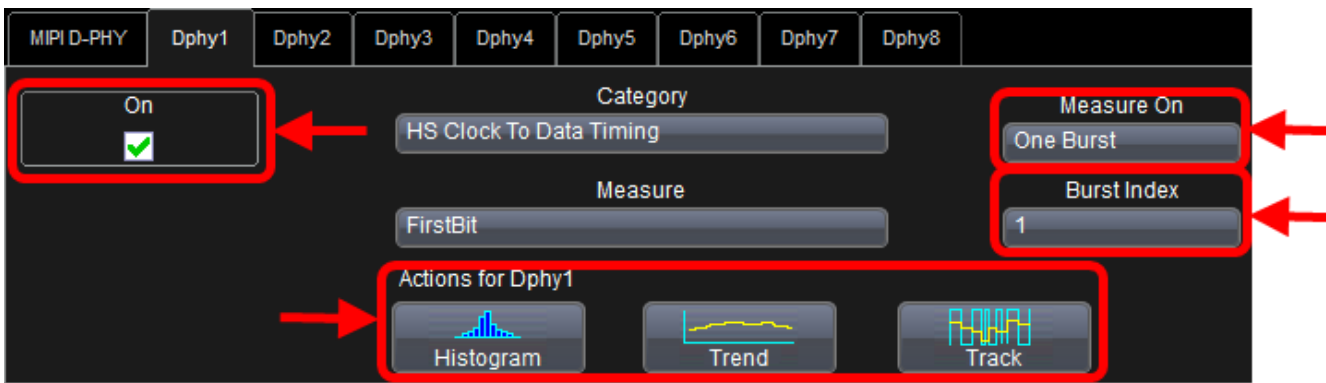 MIPI D-PHY Dphy1 Dphy2 Dphy3 Dphy4 Dphy5 Dphy6 Dphy7 Dphy8
On
Category
HS Clock To Data Timing
Measure On
One Burst
Measure
FirstBit
Burst Index
1
Actions for Dphy1
Histogram Trend Track